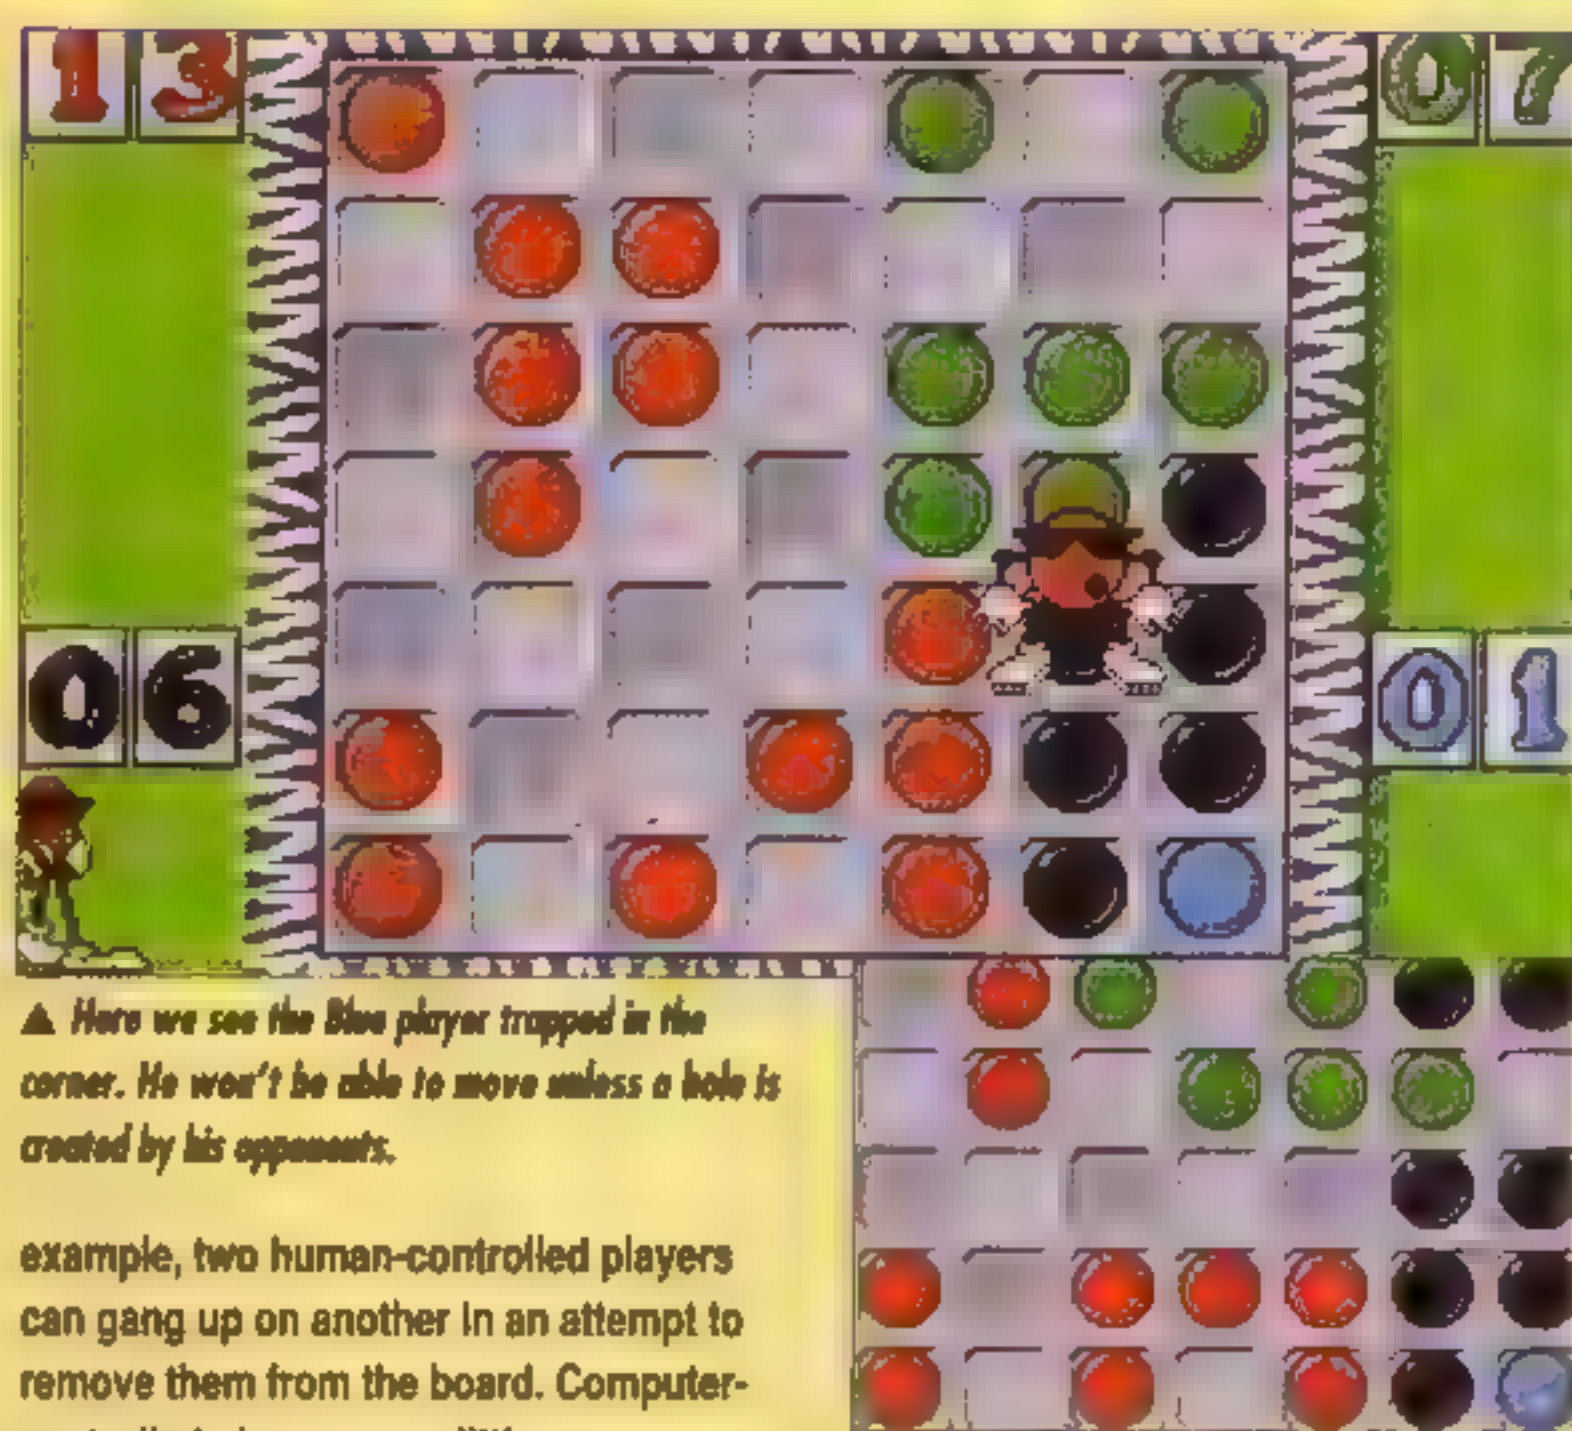 13
07
06
01
▲ Here we see the Blue player trapped in the
corner. He won't be able to move unless a hole is
created by his opponents.
example, two human-controlled players
can gang up on another in an attempt to
remove them from the board. Computer-